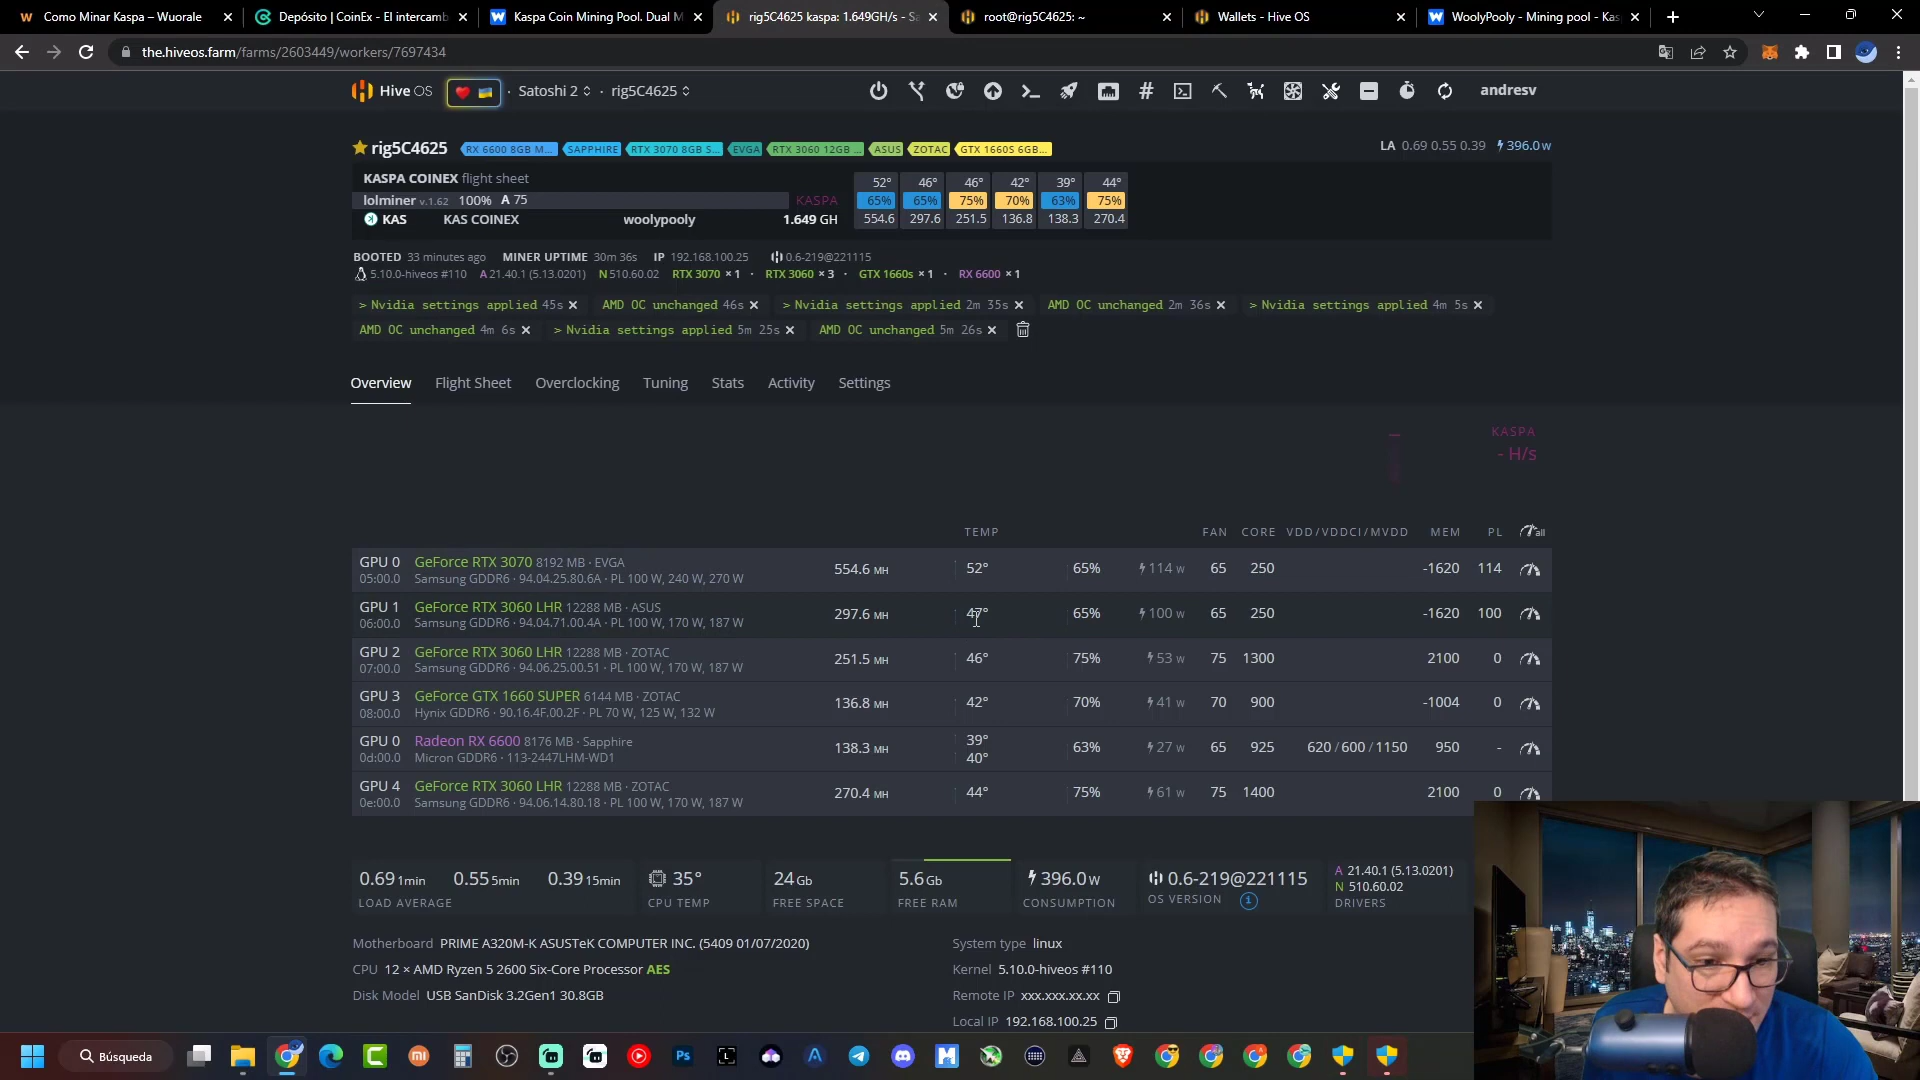 Como Minar Kaspa – Wuorale
Depósito | CoinEx - El intercamb
Kaspa Coin Mining Pool. Dual M
rig5C4625 kaspa: 1.649GH/s - Sa
root@rig5C4625: ~
Wallets - Hive OS
WoolyPooly - Mining pool - Kas
the.hiveos.farm/farms/2603449/workers/7697434
Hive OS · Satoshi 2 · rig5C4625 andresv
rig5C4625 RX 6600 8GB M... SAPPHIRE RTX 3070 8GB S... EVGA RTX 3060 12GB ... ASUS ZOTAC GTX 1660S 6GB... LA 0.69 0.55 0.39 396.0 W
KASPA COINEX flight sheet 52° 46° 46° 42° 39° 44°
lolminer v.1.62 100% A 75 KASPA 65% 65% 75% 70% 63% 75%
KAS KAS COINEX woolypooly 1.649 GH 554.6 297.6 251.5 136.8 138.3 270.4
BOOTED 33 minutes ago MINER UPTIME 30m 36s IP 192.168.100.25 0.6-219@221115
5.10.0-hiveos #110 A 21.40.1 (5.13.0201) N 510.60.02 RTX 3070 × 1 · RTX 3060 × 3 · GTX 1660s × 1 · RX 6600 × 1
> Nvidia settings applied 45s × AMD OC unchanged 46s × > Nvidia settings applied 2m 35s × AMD OC unchanged 2m 36s × > Nvidia settings applied 4m 5s ×
AMD OC unchanged 4m 6s × > Nvidia settings applied 5m 25s × AMD OC unchanged 5m 26s ×
Overview Flight Sheet Overclocking Tuning Stats Activity Settings
KASPA
- H/s
TEMP FAN CORE VDD/VDDCI/MVDD MEM PL all
GPU 0 GeForce RTX 3070 8192 MB · EVGA 554.6 MH 52° 65% 114 W 65 250 -1620 114
05:00.0 Samsung GDDR6 · 94.04.25.80.6A · PL 100 W, 240 W, 270 W
GPU 1 GeForce RTX 3060 LHR 12288 MB · ASUS 297.6 MH 47° 65% 100 W 65 250 -1620 100
06:00.0 Samsung GDDR6 · 94.04.71.00.4A · PL 100 W, 170 W, 187 W
GPU 2 GeForce RTX 3060 LHR 12288 MB · ZOTAC 251.5 MH 46° 75% 53 W 75 1300 2100 0
07:00.0 Samsung GDDR6 · 94.06.25.00.51 · PL 100 W, 170 W, 187 W
GPU 3 GeForce GTX 1660 SUPER 6144 MB · ZOTAC 136.8 MH 42° 70% 41 W 70 900 -1004 0
08:00.0 Hynix GDDR6 · 90.16.4F.00.2F · PL 70 W, 125 W, 132 W
GPU 0 Radeon RX 6600 8176 MB · Sapphire 138.3 MH 39° 63% 27 W 65 925 620 / 600 / 1150 950 -
0d:00.0 Micron GDDR6 · 113-2447LHM-WD1 40°
GPU 4 GeForce RTX 3060 LHR 12288 MB · ZOTAC 270.4 MH 44° 75% 61 W 75 1400 2100 0
0e:00.0 Samsung GDDR6 · 94.06.14.80.18 · PL 100 W, 170 W, 187 W
0.69 1min 0.55 5min 0.39 15min 35° 24 Gb 5.6 Gb 396.0 W 0.6-219@221115 A 21.40.1 (5.13.0201)
N 510.60.02
LOAD AVERAGE CPU TEMP FREE SPACE FREE RAM CONSUMPTION OS VERSION DRIVERS
Motherboard PRIME A320M-K ASUSTeK COMPUTER INC. (5409 01/07/2020) System type linux
CPU 12 × AMD Ryzen 5 2600 Six-Core Processor AES Kernel 5.10.0-hiveos #110
Disk Model USB SanDisk 3.2Gen1 30.8GB Remote IP xxx.xxx.xx.xx
Local IP 192.168.100.25
Búsqueda